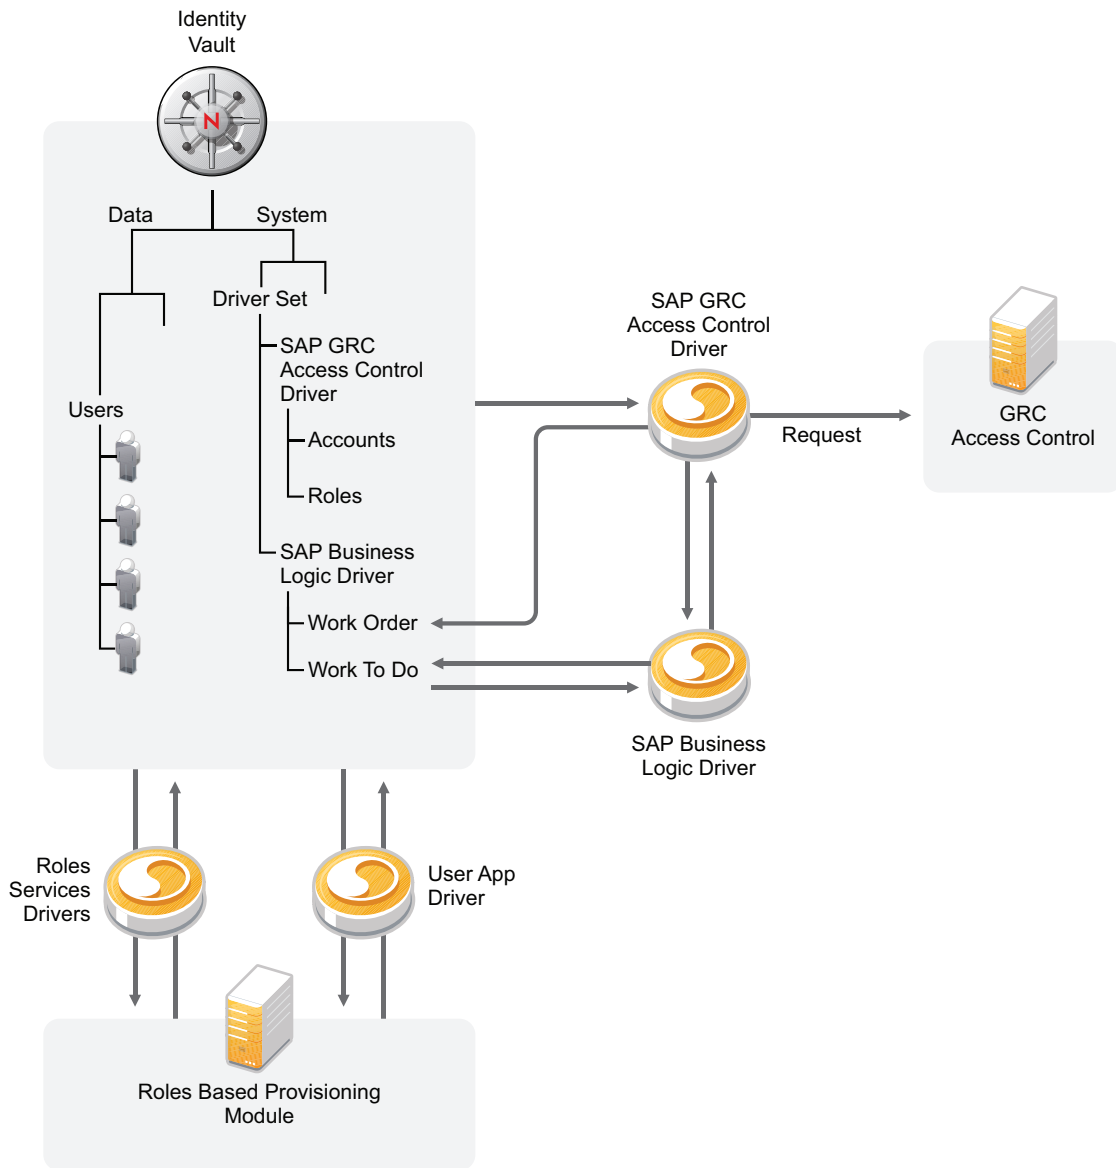 Identity
Vault
N
Data
System
Driver Set
SAP GRC
Access Control
Driver
Accounts
Roles
Users
SAP Business
Logic Driver
Work Order
Work To Do
SAP GRC
Access Control
Driver
Request
GRC
Access Control
SAP Business
Logic Driver
Roles
Services
Drivers
User App
Driver
Roles Based Provisioning
Module